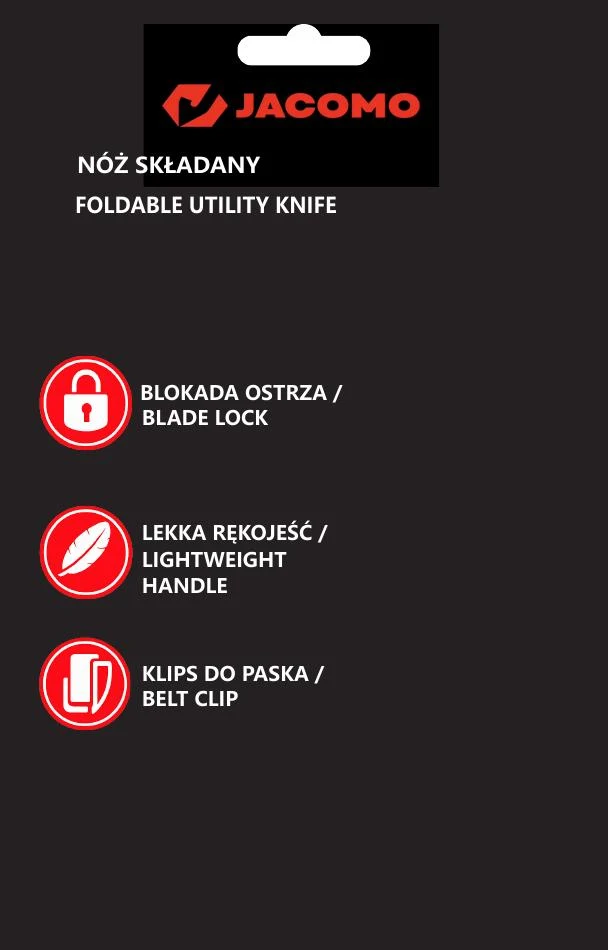 JACOMO
NÓŻ SKŁADANY
FOLDABLE UTILITY KNIFE
BLOKADA OSTRZA /
BLADE LOCK
LEKKA RĘKOJEŚĆ /
LIGHTWEIGHT
HANDLE
KLIPS DO PASKA /
BELT CLIP